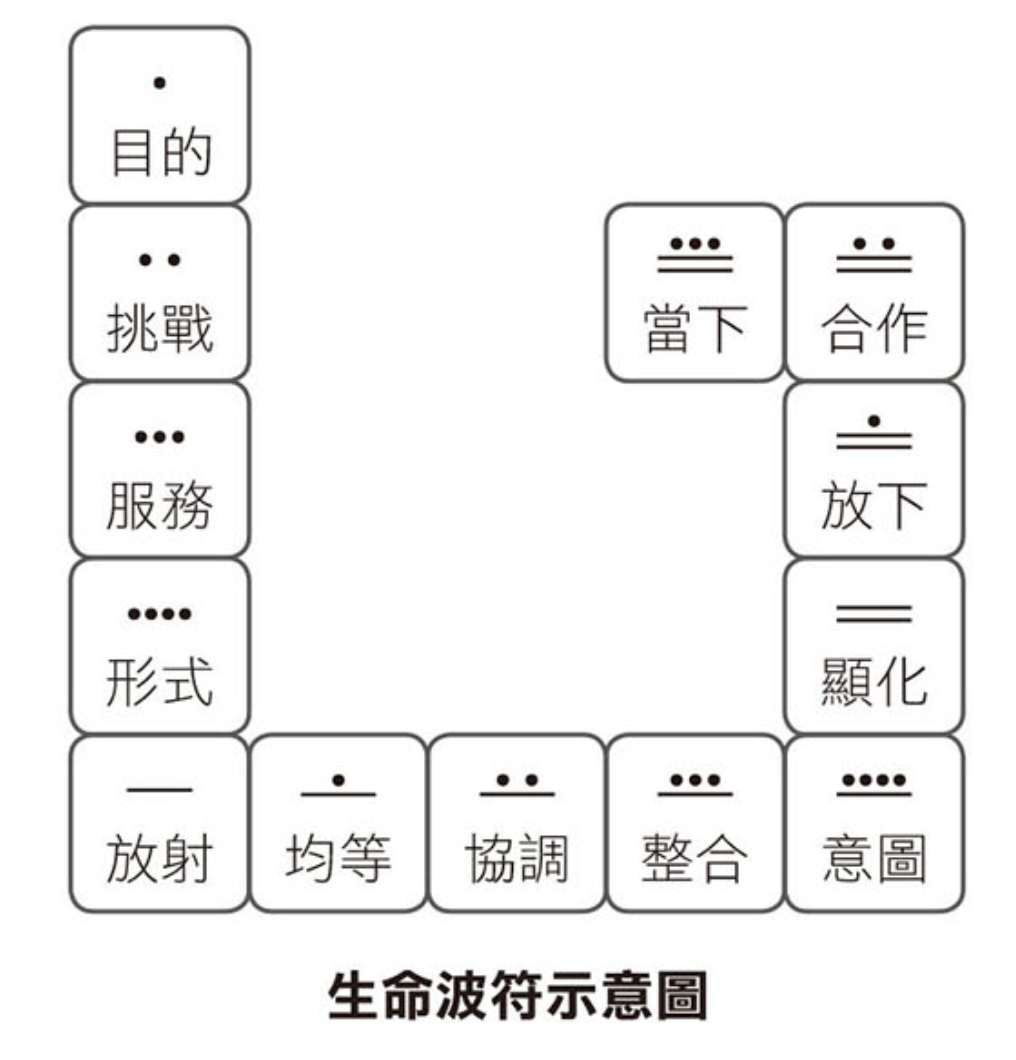 目的
挑戰
當下
合作
服務
放下
形式
顯化
放射
均等
協調
整合
意圖
生命波符示意圖